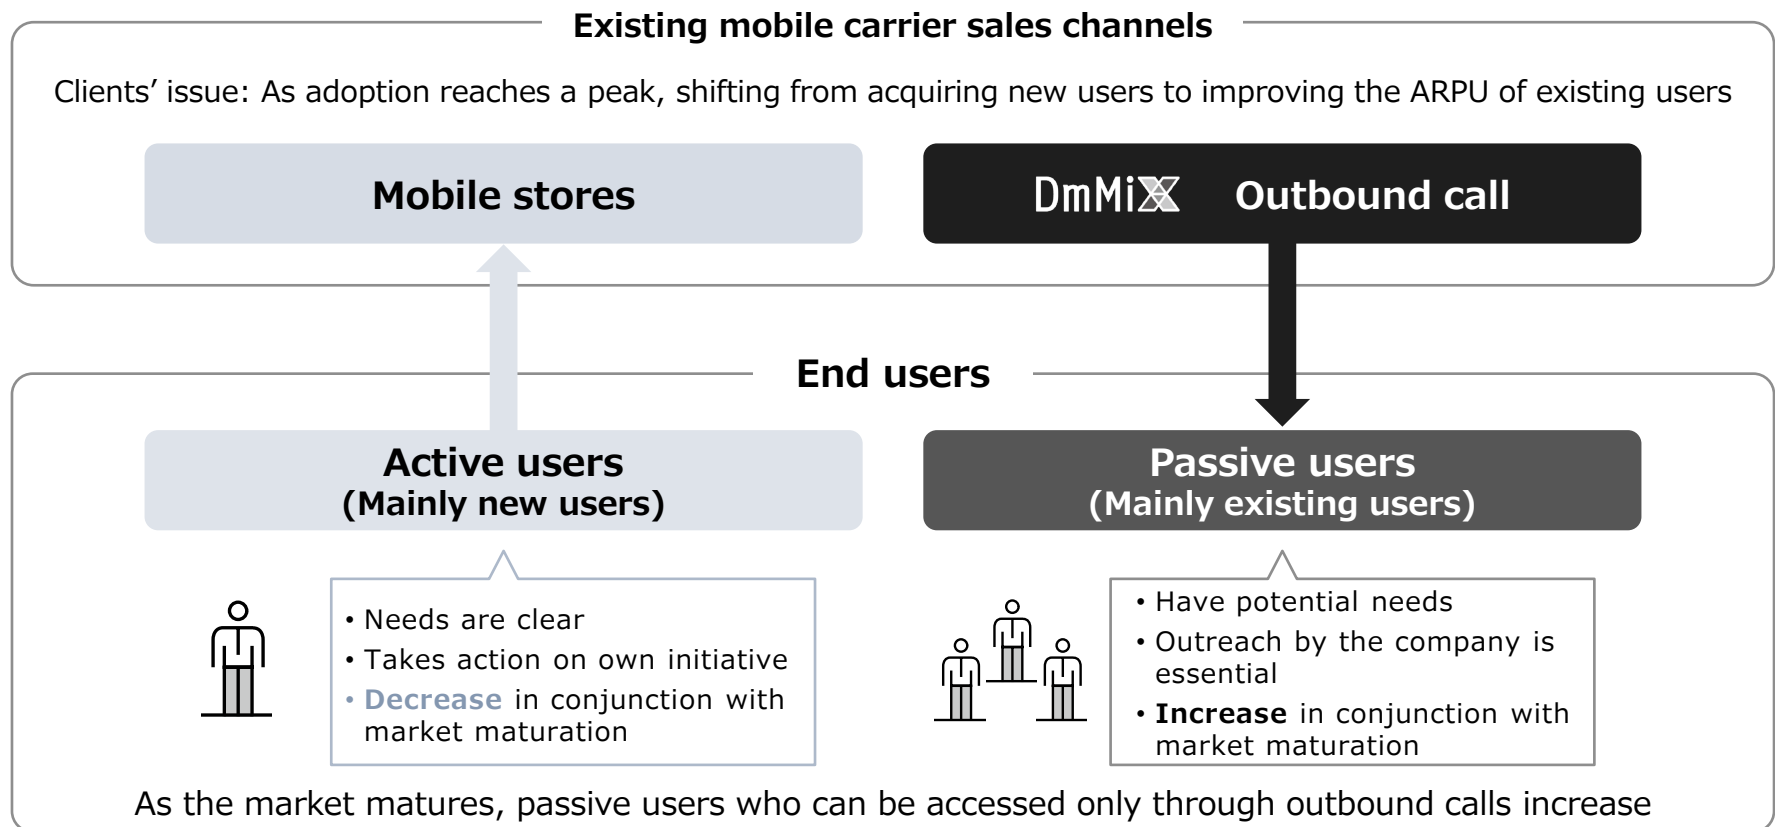 Existing mobile carrier sales channels
Clients’ issue: As adoption reaches a peak, shifting from acquiring new users to improving the ARPU of existing users
Mobile stores
DmMiX Outbound call
End users
Active users
(Mainly new users)
Passive users
(Mainly existing users)
• Needs are clear
• Takes action on own initiative
• Decrease in conjunction with
market maturation
• Have potential needs
• Outreach by the company is
essential
• Increase in conjunction with
market maturation
As the market matures, passive users who can be accessed only through outbound calls increase